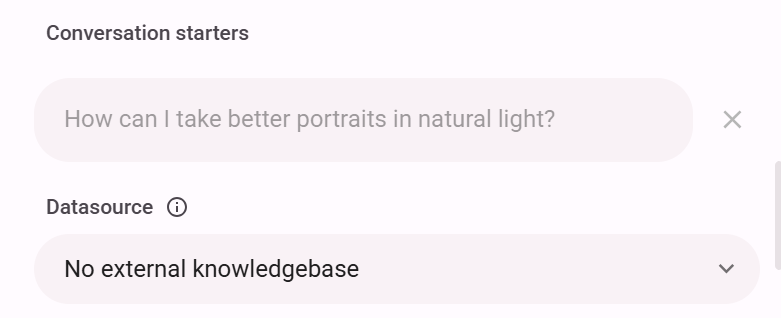 Conversation starters
How can I take better portraits in natural light?
Datasource
No external knowledgebase